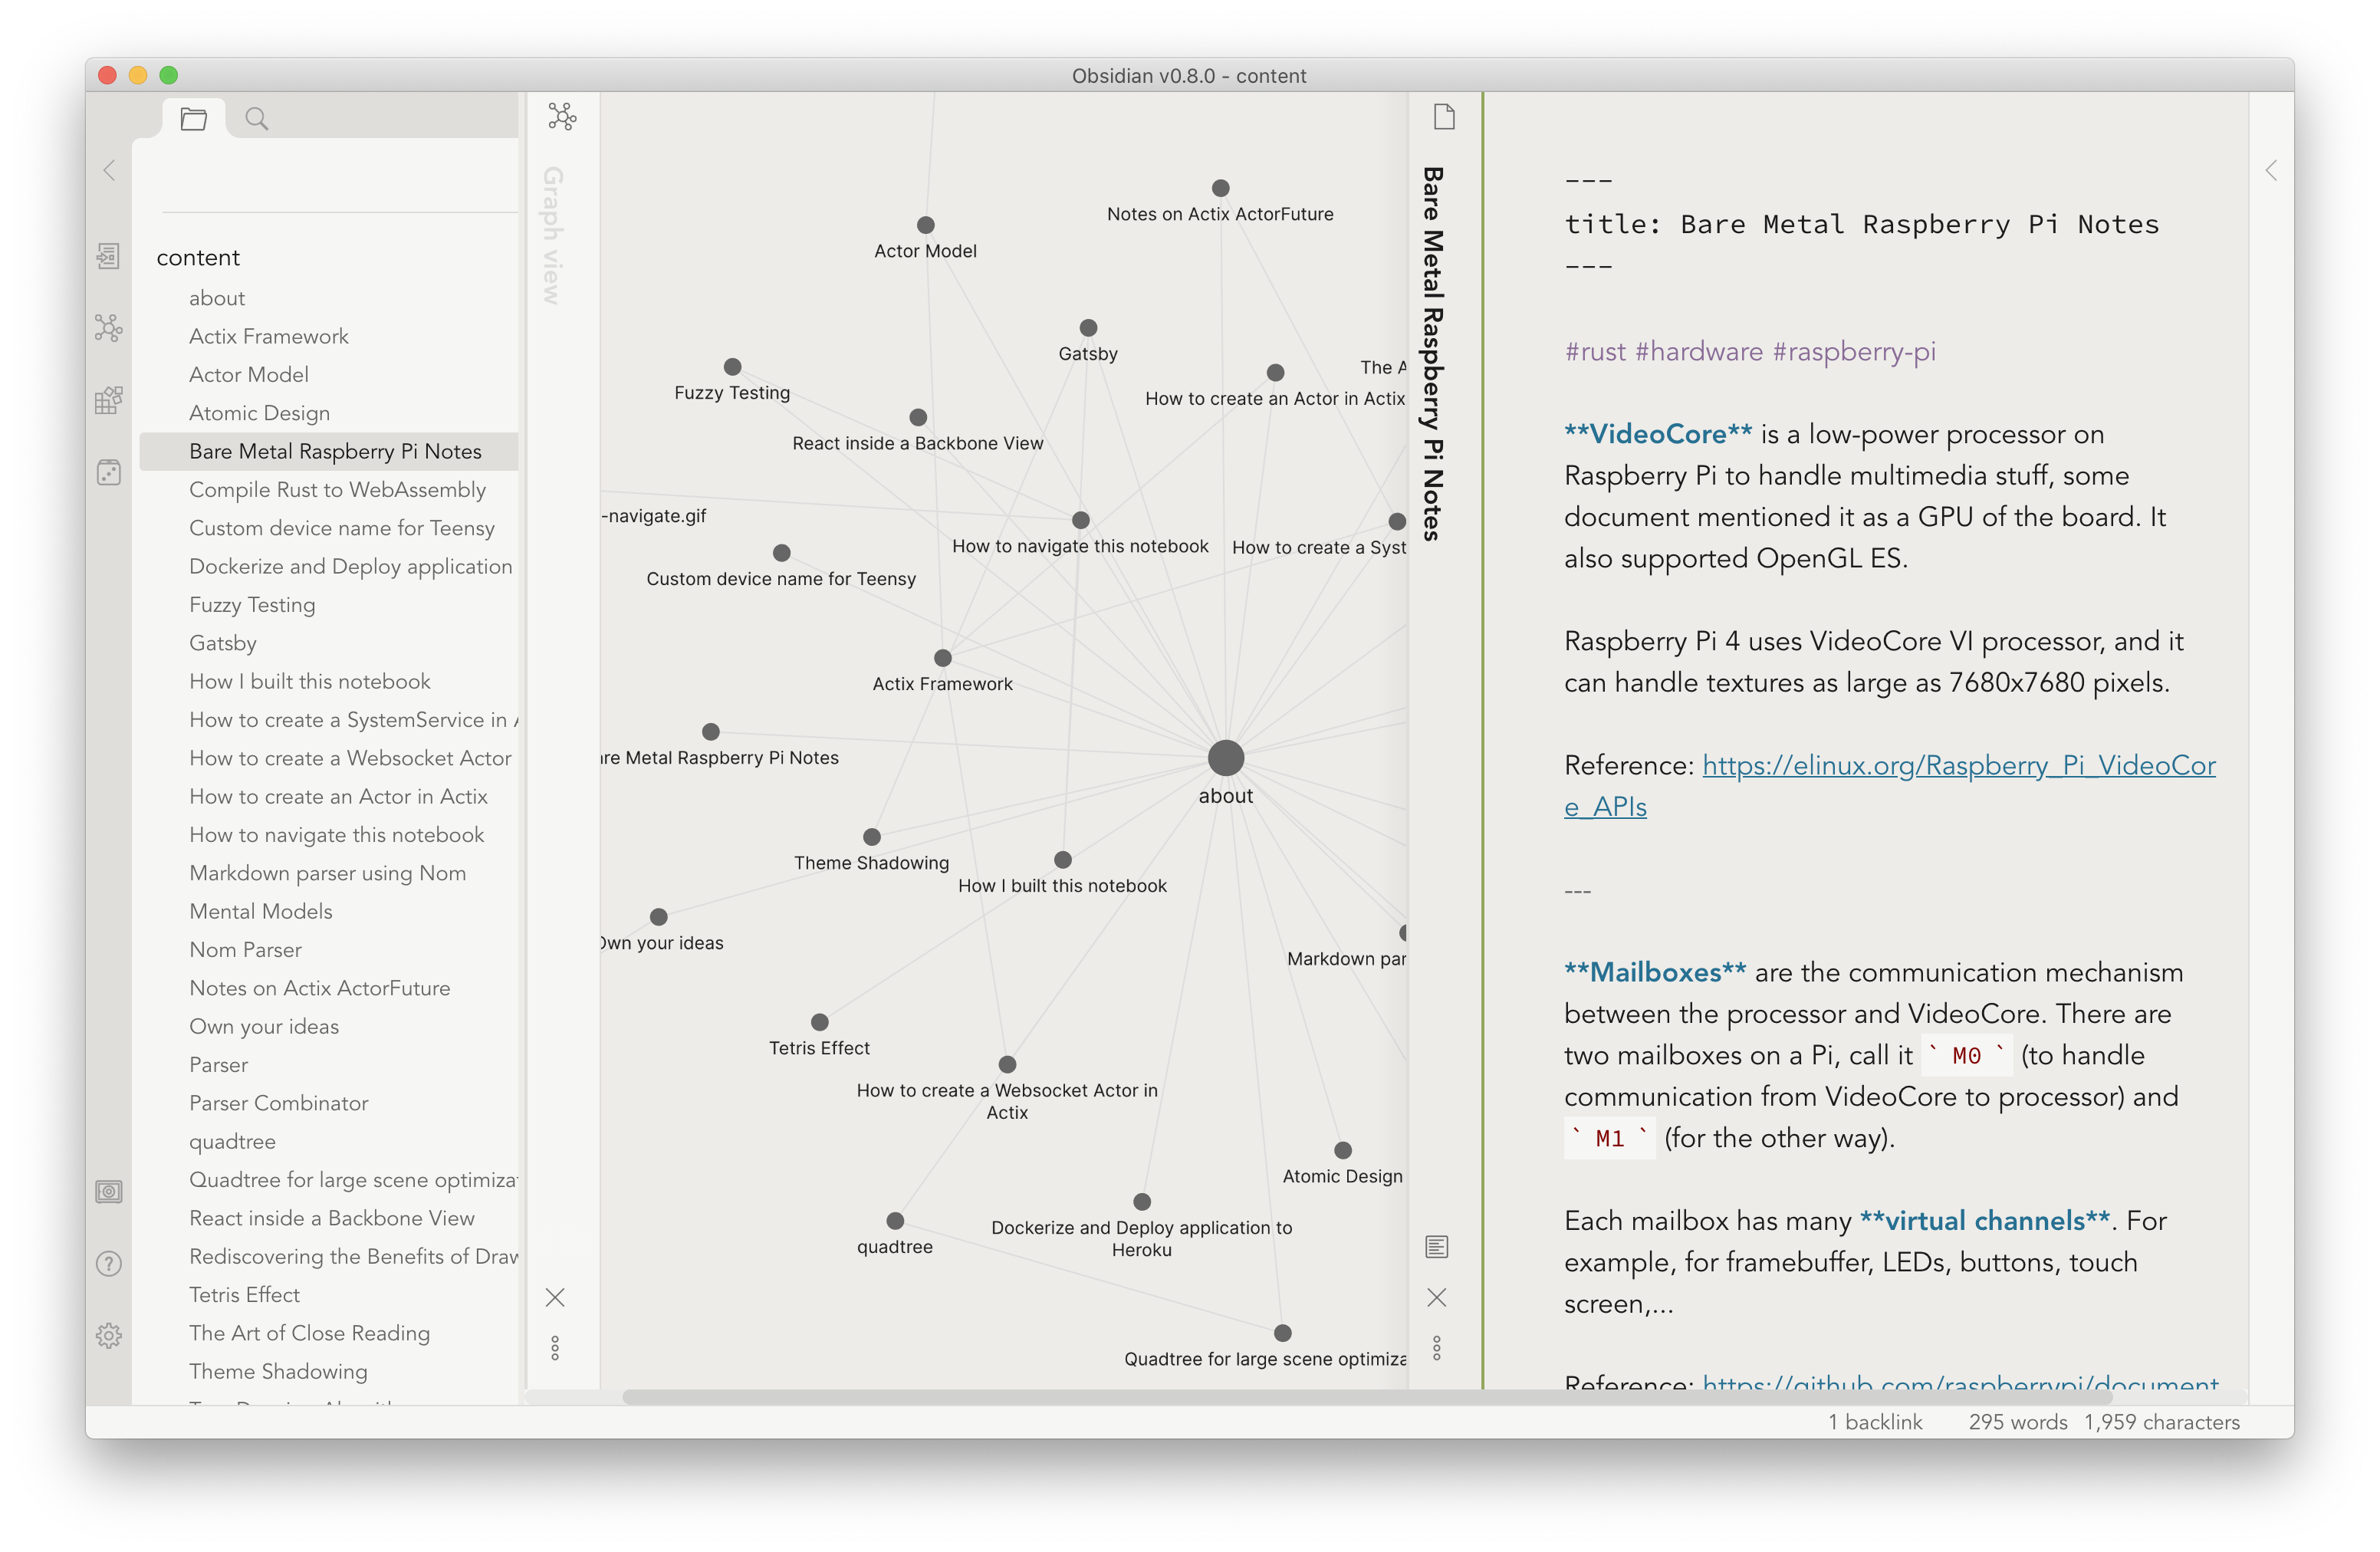 Obsidian v0.8.0 - content
content
about
Actix Framework
Actor Model
Atomic Design
Bare Metal Raspberry Pi Notes
Compile Rust to WebAssembly
Custom device name for Teensy
Dockerize and Deploy application
Fuzzy Testing
Gatsby
How I built this notebook
How to create a SystemService in
How to create a Websocket Actor
How to create an Actor in Actix
How to navigate this notebook
Markdown parser using Nom
Mental Models
Nom Parser
Notes on Actix ActorFuture
Own your ideas
Parser
Parser Combinator
quadtree
Quadtree for large scene optimiza
React inside a Backbone View
Rediscovering the Benefits of Draw
Tetris Effect
The Art of Close Reading
Theme Shadowing
Graph view
Notes on Actix ActorFuture
Actor Model
Gatsby
The A
Fuzzy Testing
How to create an Actor in Actix
React inside a Backbone View
-navigate.gif
How to navigate this notebook
How to create a Syst
Custom device name for Teensy
Actix Framework
are Metal Raspberry Pi Notes
about
Theme Shadowing
How I built this notebook
Own your ideas
Markdown par
Tetris Effect
How to create a Websocket Actor in
Actix
Atomic Design
Dockerize and Deploy application to
Heroku
quadtree
Quadtree for large scene optimiza
Bare Metal Raspberry Pi Notes
---
title: Bare Metal Raspberry Pi Notes
---
#rust #hardware #raspberry-pi
**VideoCore** is a low-power processor on
Raspberry Pi to handle multimedia stuff, some
document mentioned it as a GPU of the board. It
also supported OpenGL ES.
Raspberry Pi 4 uses VideoCore VI processor, and it
can handle textures as large as 7680x7680 pixels.
Reference: https://elinux.org/Raspberry_Pi_VideoCor
e_APIs
---
**Mailboxes** are the communication mechanism
between the processor and VideoCore. There are
two mailboxes on a Pi, call it ` M0 ` (to handle
communication from VideoCore to processor) and
` M1 ` (for the other way).
Each mailbox has many **virtual channels**. For
example, for framebuffer, LEDs, buttons, touch
screen,...
Reference: https://github.com/raspberrypi/document
1 backlink 295 words 1,959 characters